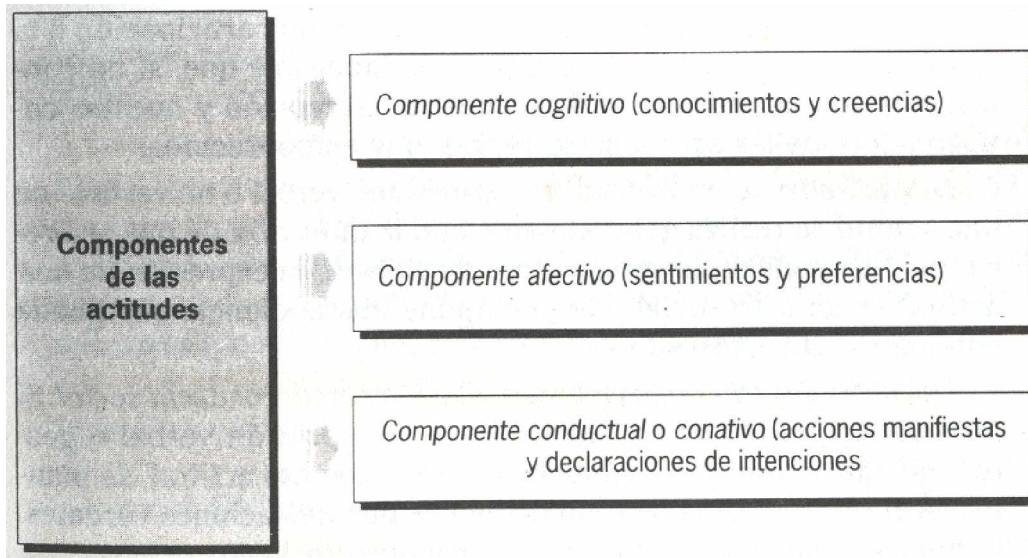 Componentes
de las
actitudes
Componente cognitivo (conocimientos y creencias)
Componente afectivo (sentimientos y preferencias)
Componente conductual o conativo (acciones manifiestas
y declaraciones de intenciones